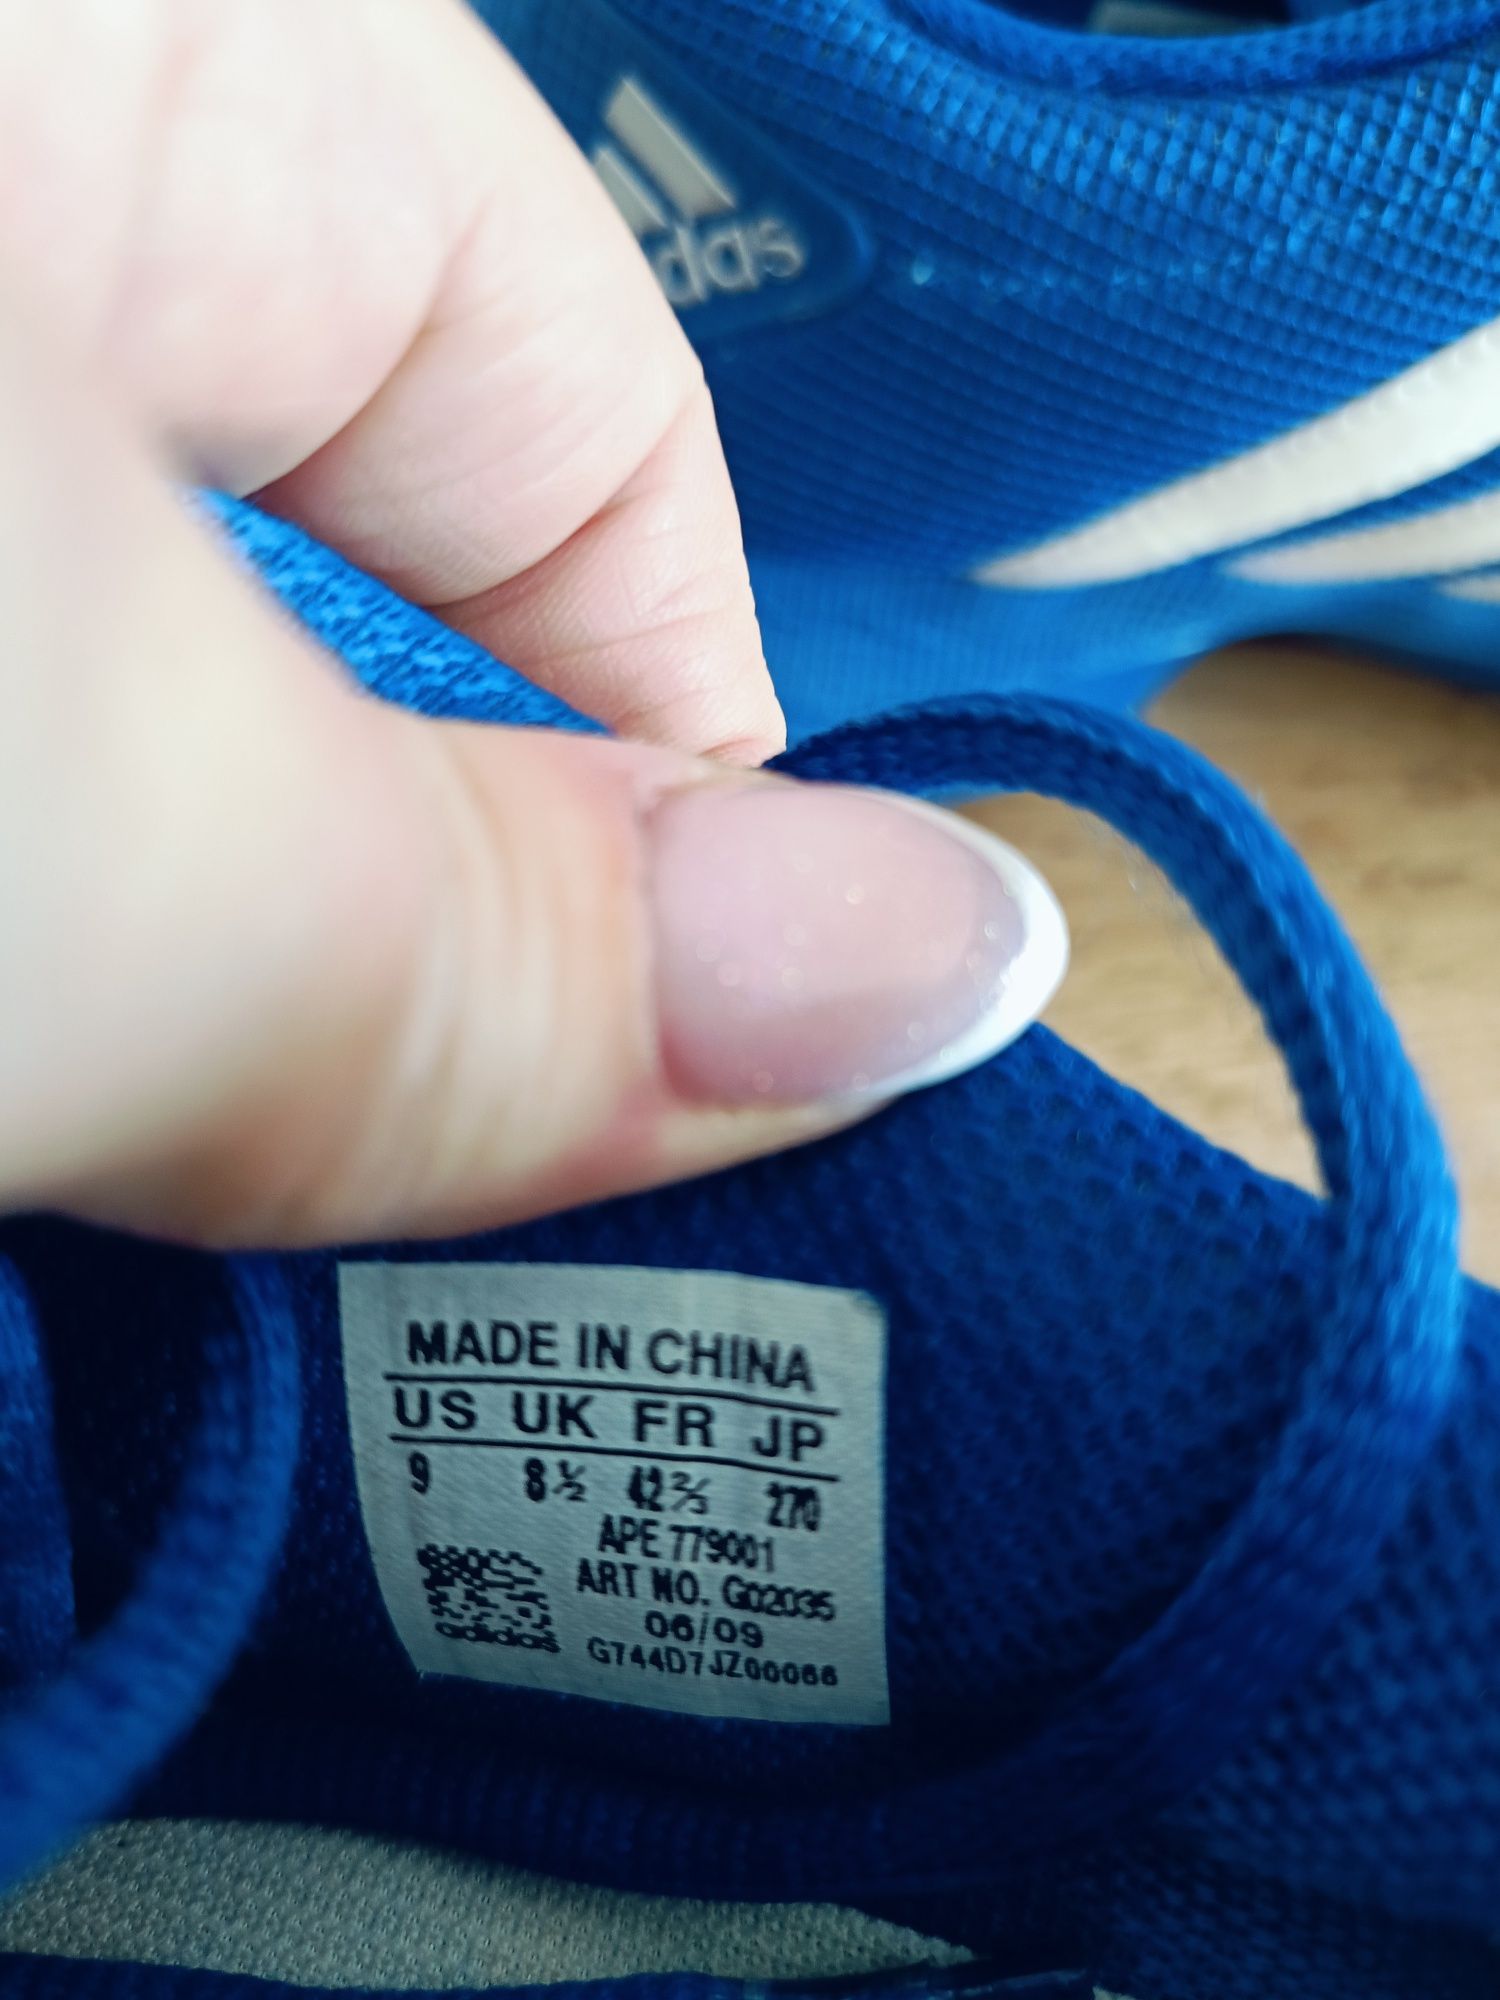 adidas
MADE IN CHINA
US UK FR JP
9 8½ 42⅔ 270
APE 779001
ART NO. G02035
06/09
adidas
G744D7JZ00066